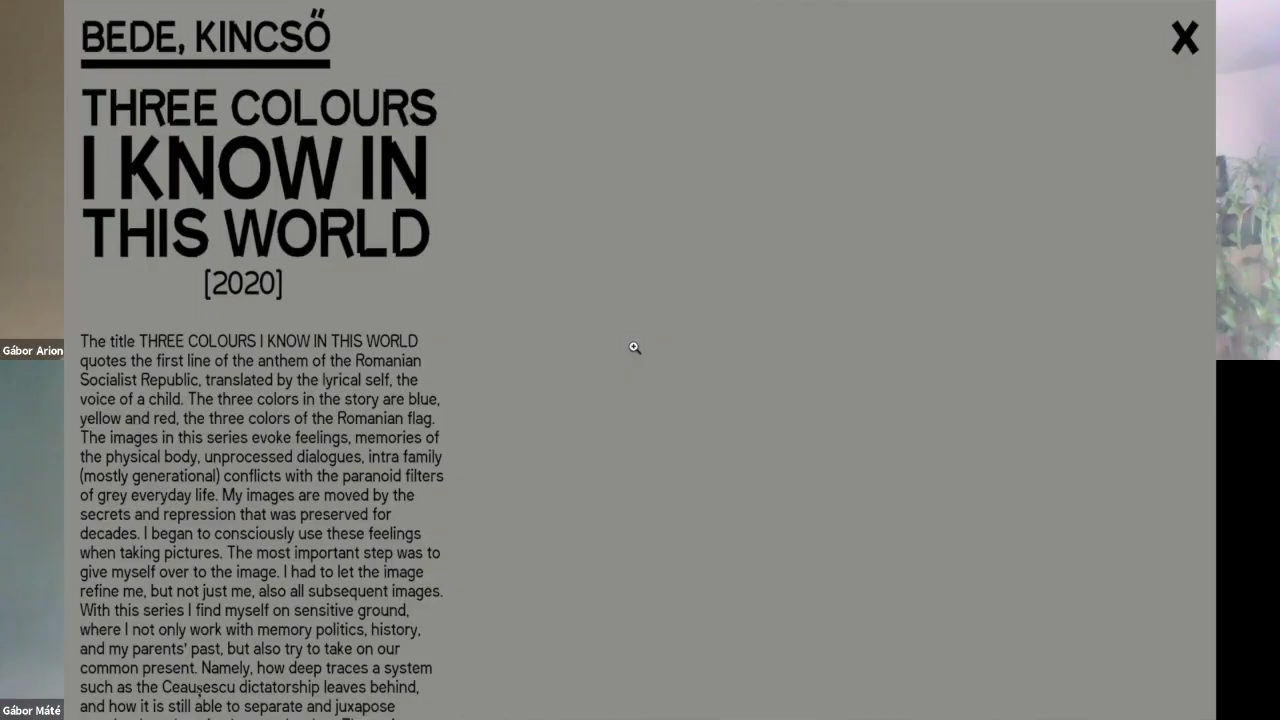 BEDE, KINCSŐ
X
THREE COLOURS
I KNOW IN
THIS WORLD
[2020]
The title THREE COLOURS I KNOW IN THIS WORLD
quotes the first line of the anthem of the Romanian
Socialist Republic, translated by the lyrical self, the
voice of a child. The three colors in the story are blue,
yellow and red, the three colors of the Romanian flag.
The images in this series evoke feelings, memories of
the physical body, unprocessed dialogues, intra family
(mostly generational) conflicts with the paranoid filters
of grey everyday life. My images are moved by the
secrets and repression that was preserved for
decades. I began to consciously use these feelings
when taking pictures. The most important step was to
give myself over to the image. I had to let the image
refine me, but not just me, also all subsequent images.
With this series I find myself on sensitive ground,
where I not only work with memory politics, history,
and my parents' past, but also try to take on our
common present. Namely, how deep traces a system
such as the Ceaușescu dictatorship leaves behind,
and how it is still able to separate and juxapose
Gábor Arion
Gábor Máté